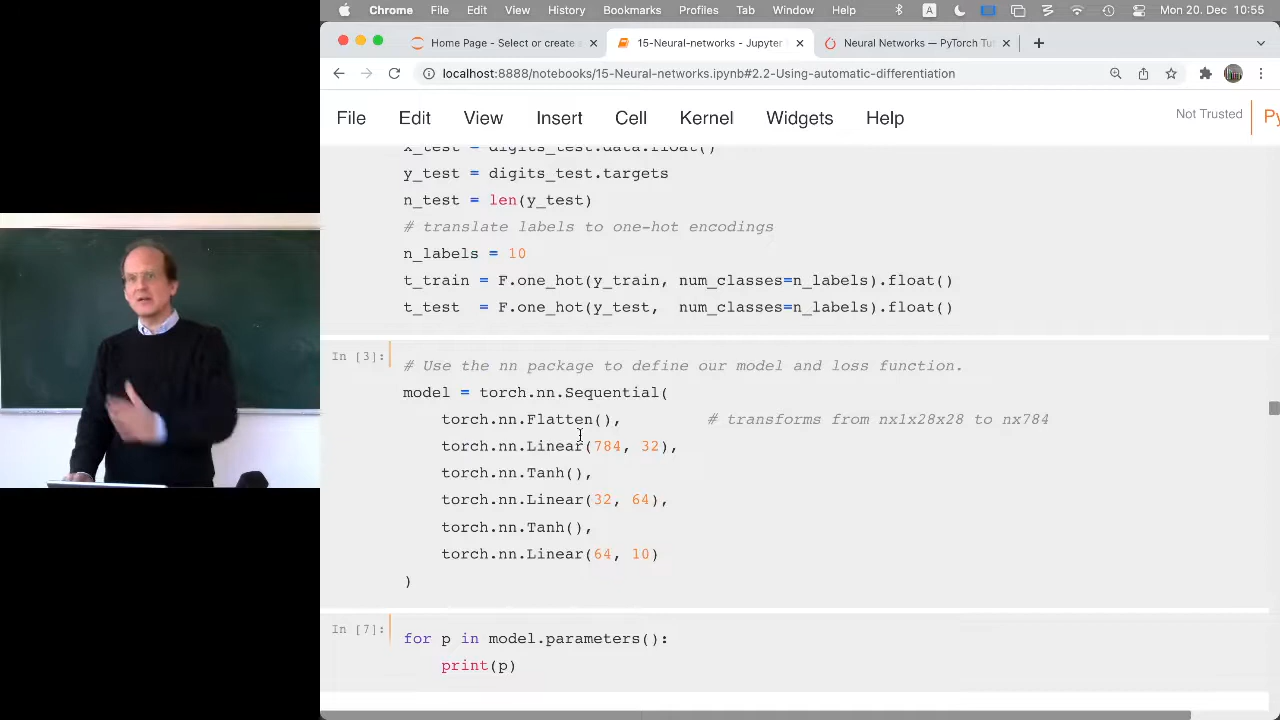 Chrome File Edit View History Bookmarks Profiles Tab Window Help A Mon 20. Dec 10:55
Home Page - Select or create a 15-Neural-networks - Jupyter Neural Networks — PyTorch Tut
localhost:8888/notebooks/15-Neural-networks.ipynb#2.2-Using-automatic-differentiation
File Edit View Insert Cell Kernel Widgets Help Not Trusted Py
x_test = digits_test.data.float()
y_test = digits_test.targets
n_test = len(y_test)
# translate labels to one-hot encodings
n_labels = 10
t_train = F.one_hot(y_train, num_classes=n_labels).float()
t_test = F.one_hot(y_test, num_classes=n_labels).float()
In [3]:
# Use the nn package to define our model and loss function.
model = torch.nn.Sequential(
torch.nn.Flatten(), # transforms from nx1x28x28 to nx784
torch.nn.Linear(784, 32),
torch.nn.Tanh(),
torch.nn.Linear(32, 64),
torch.nn.Tanh(),
torch.nn.Linear(64, 10)
)
In [7]:
for p in model.parameters():
print(p)